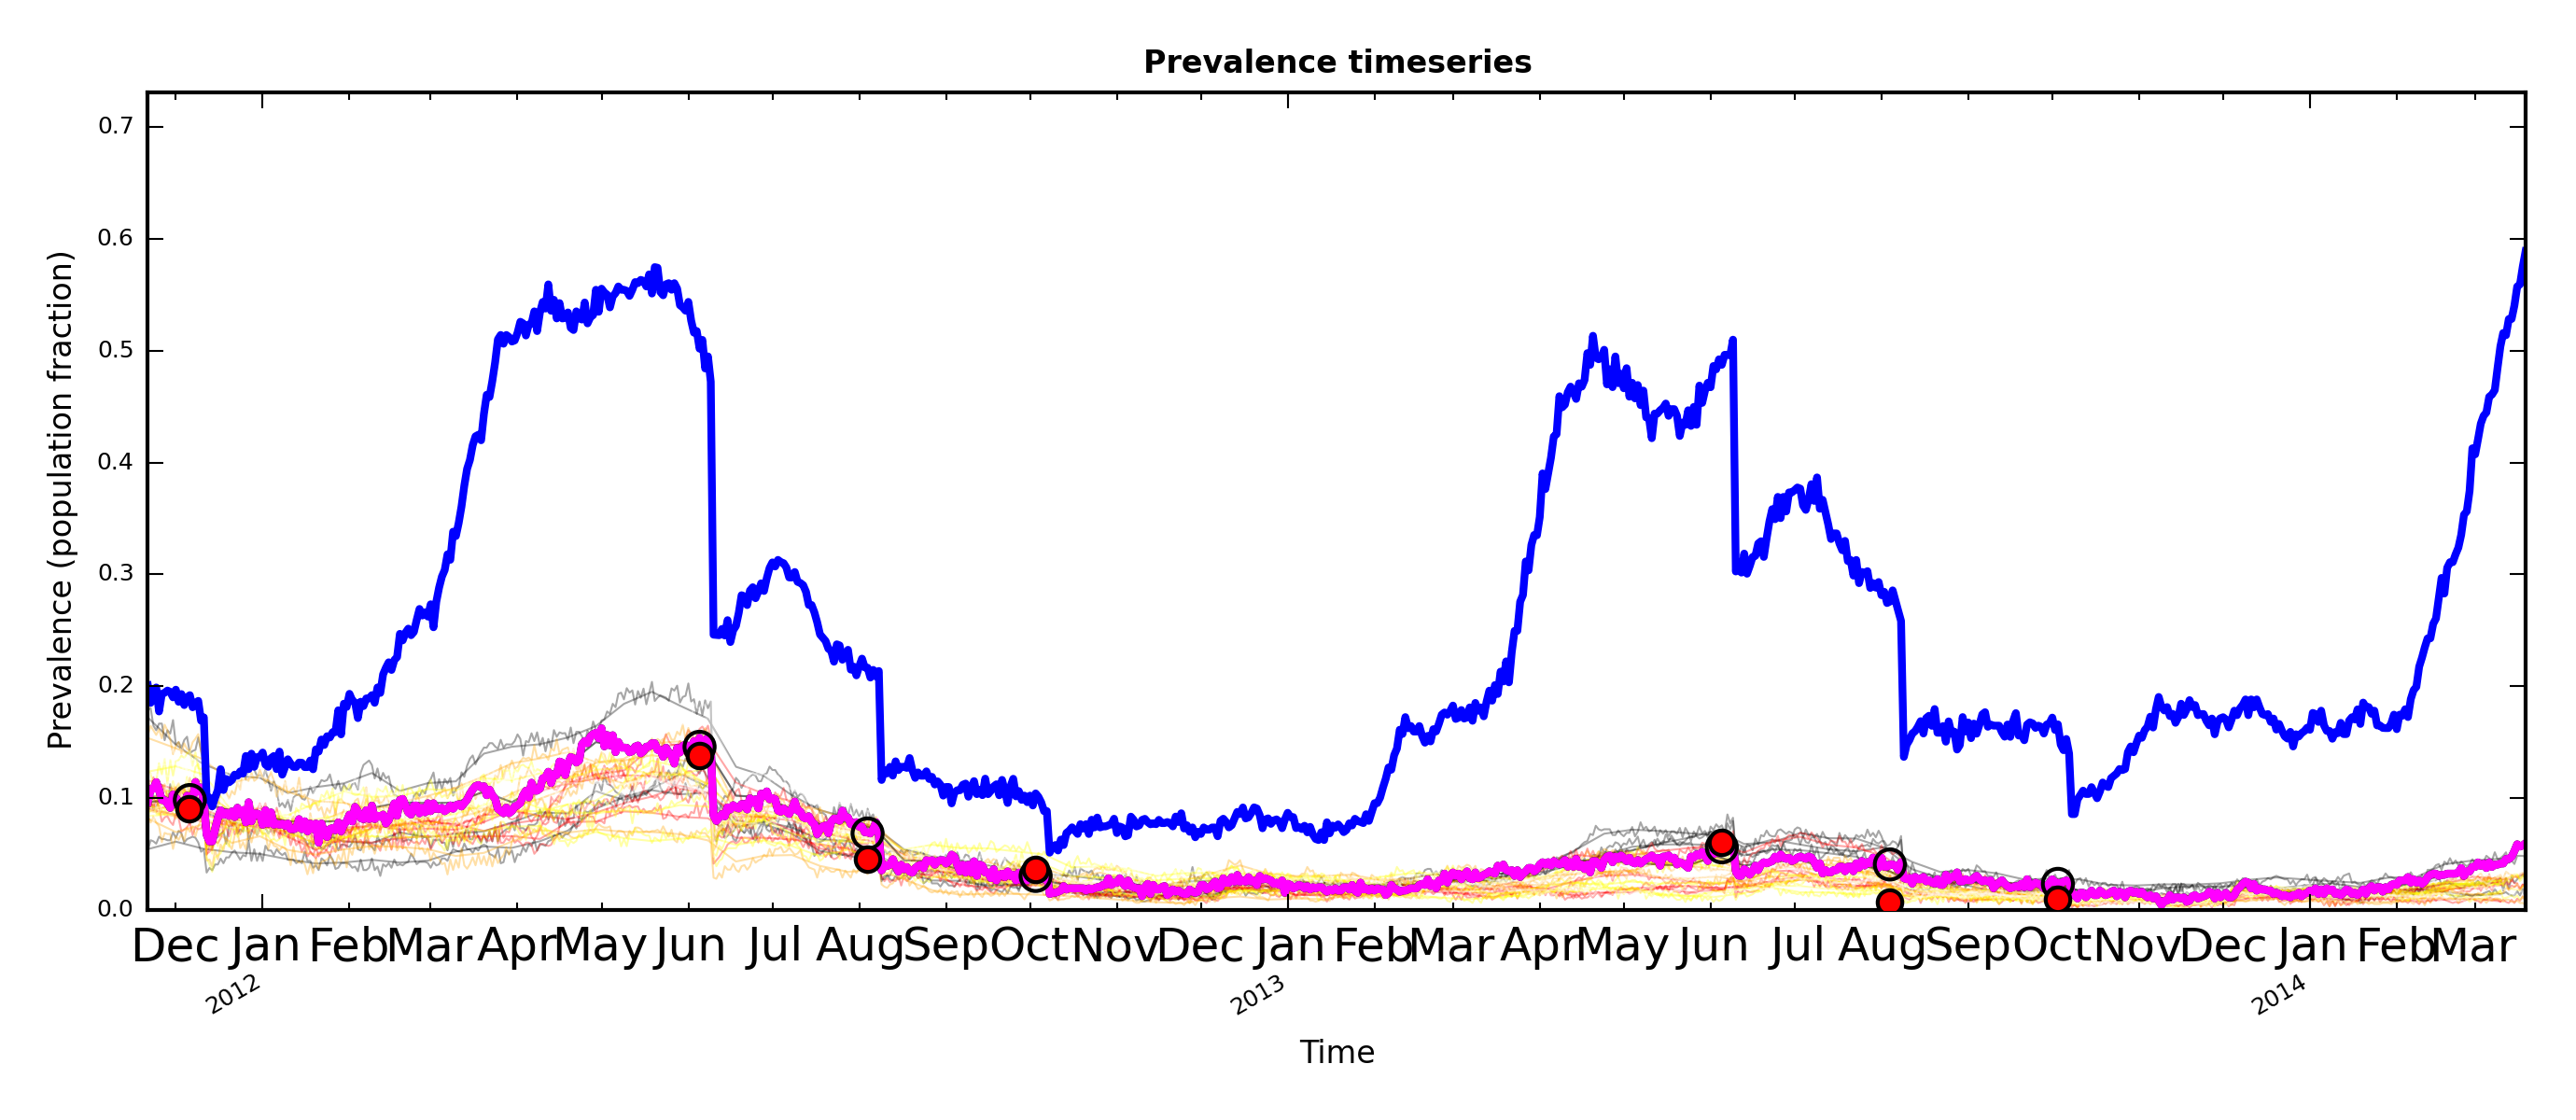 Prevalence timeseries
0.7
0.6
0.5
0.4
0.3
0.2
0.1
0.0
Prevalence (population fraction)
Dec Jan Feb Mar Apr May Jun Jul Aug Sep Oct Nov Dec Jan Feb Mar Apr May Jun Jul Aug Sep Oct Nov Dec Jan Feb Mar
2012 2013 2014
Time